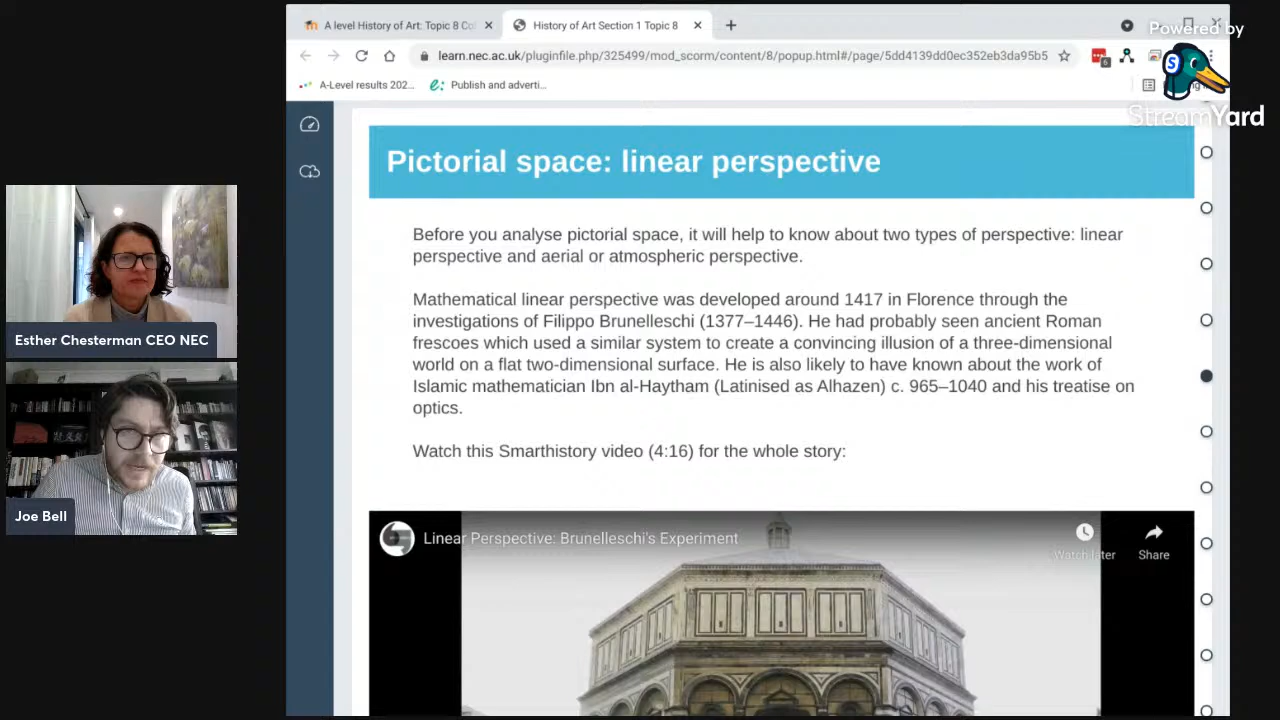 A level History of Art: Topic 8 Co
History of Art Section 1 Topic 8
Powered by
learn.nec.ac.uk/pluginfile.php/325499/mod_scorm/content/8/popup.html#/page/5dd4139dd0ec352eb3da95b5
6
A-Level results 202...
Publish and adverti...
S
StreamYard
Pictorial space: linear perspective
Before you analyse pictorial space, it will help to know about two types of perspective: linear
perspective and aerial or atmospheric perspective.
Mathematical linear perspective was developed around 1417 in Florence through the
investigations of Filippo Brunelleschi (1377–1446). He had probably seen ancient Roman
frescoes which used a similar system to create a convincing illusion of a three-dimensional
world on a flat two-dimensional surface. He is also likely to have known about the work of
Islamic mathematician Ibn al-Haytham (Latinised as Alhazen) c. 965–1040 and his treatise on
optics.
Watch this Smarthistory video (4:16) for the whole story:
Linear Perspective: Brunelleschi's Experiment
Watch later
Share
Esther Chesterman CEO NEC
Joe Bell